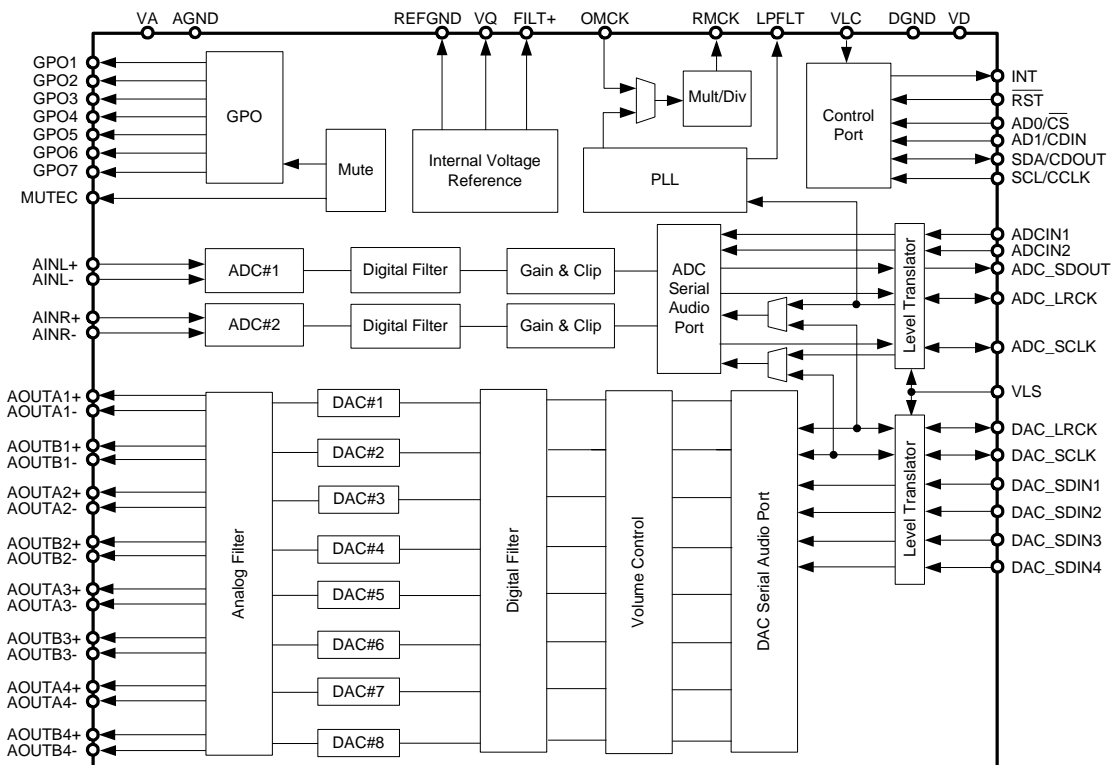 VA AGND REFGND VQ FILT+ OMCK RMCK LPFLT VLC DGND VD
GPO1
GPO2
GPO3
GPO4
GPO5
GPO6
GPO7
MUTEC
GPO
Mute
Internal Voltage
Reference
Mult/Div
PLL
Control
Port
INT
RST
AD0/CS
AD1/CDIN
SDA/CDOUT
SCL/CCLK
AINL+
AINL-
AINR+
AINR-
ADC#1
Digital Filter
Gain & Clip
ADC#2
Digital Filter
Gain & Clip
ADC
Serial
Audio
Port
Level Translator
ADCIN1
ADCIN2
ADC_SDOUT
ADC_LRCK
ADC_SCLK
VLS
AOUTA1+
AOUTA1-
AOUTB1+
AOUTB1-
AOUTA2+
AOUTA2-
AOUTB2+
AOUTB2-
AOUTA3+
AOUTA3-
AOUTB3+
AOUTB3-
AOUTA4+
AOUTA4-
AOUTB4+
AOUTB4-
Analog Filter
DAC#1
DAC#2
DAC#3
DAC#4
DAC#5
DAC#6
DAC#7
DAC#8
Digital Filter
Volume Control
DAC Serial Audio Port
Level Translator
DAC_LRCK
DAC_SCLK
DAC_SDIN1
DAC_SDIN2
DAC_SDIN3
DAC_SDIN4